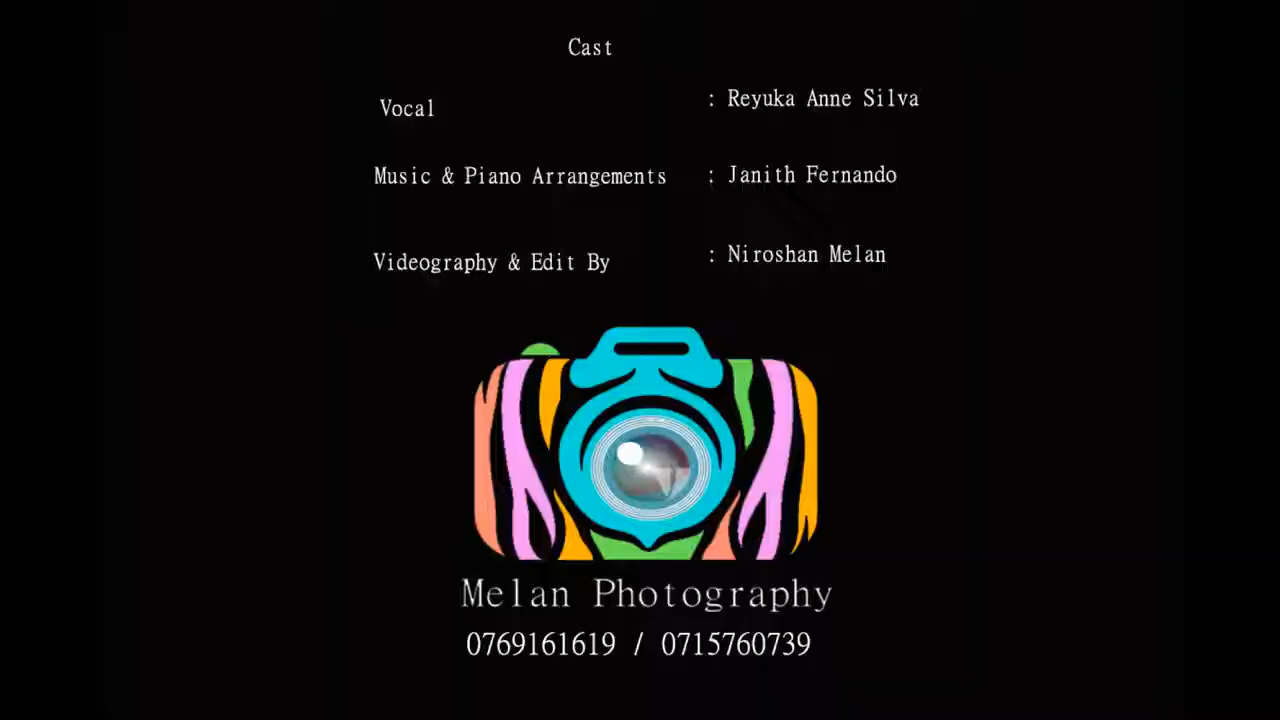 Cast
Vocal : Reyuka Anne Silva
Music & Piano Arrangements : Janith Fernando
Videography & Edit By : Niroshan Melan
Melan Photography
0769161619 / 0715760739